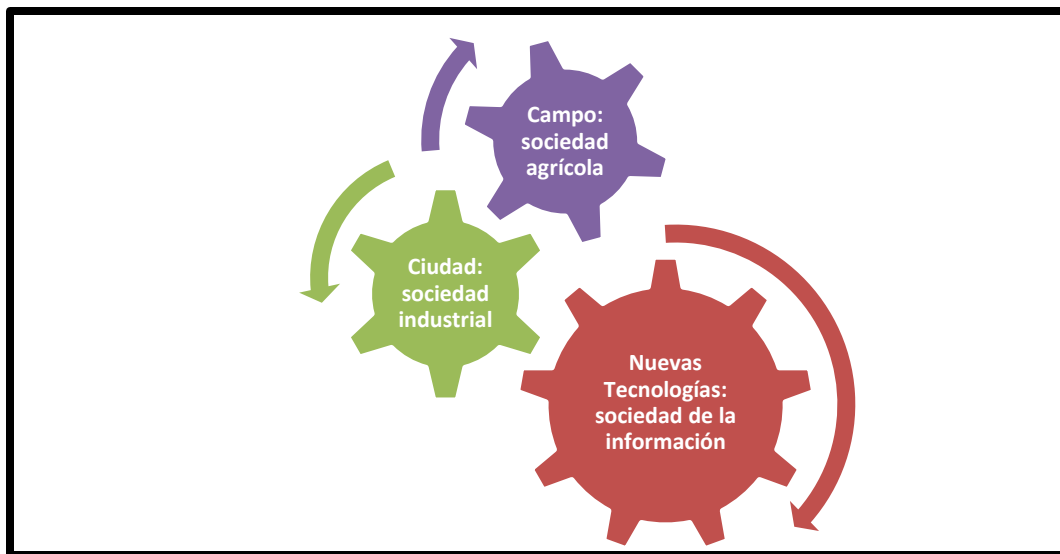 Campo:
sociedad
agrícola
Ciudad:
sociedad
industrial
Nuevas
Tecnologías:
sociedad de la
información